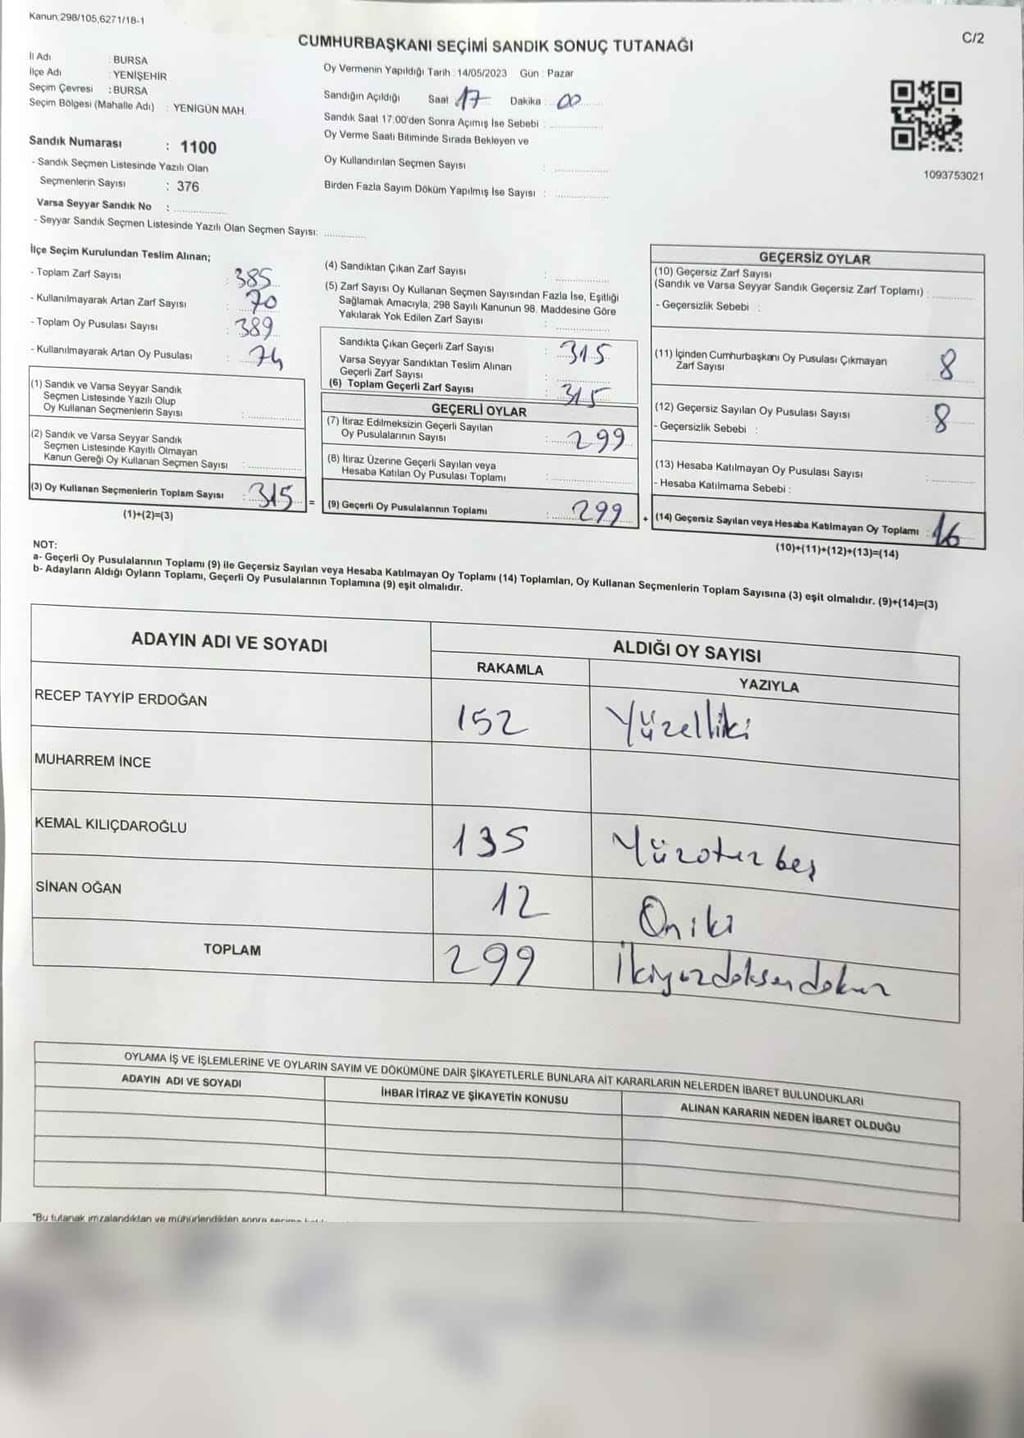 Kanun,298/105,6271/18-1
C/2
CUMHURBAŞKANI SEÇİMİ SANDIK SONUÇ TUTANAĞI
İl Adı : BURSA
İlçe Adı : YENİŞEHİR
Seçim Çevresi : BURSA
Seçim Bölgesi (Mahalle Adı) : YENİGÜN MAH.
Sandık Numarası : 1100
- Sandık Seçmen Listesinde Yazılı Olan
Seçmenlerin Sayısı : 376
Varsa Seyyar Sandık No :
- Seyyar Sandık Seçmen Listesinde Yazılı Olan Seçmen Sayısı:
Oy Vermenin Yapıldığı Tarih : 14/05/2023 Gün : Pazar
Sandığın Açıldığı Saat 17 Dakika 00
Sandık Saat 17:00'den Sonra Açımış İse Sebebi :
Oy Verme Saati Bitiminde Sırada Bekleyen ve
Oy Kullandırılan Seçmen Sayısı :
Birden Fazla Sayım Döküm Yapılmış İse Sayısı :
1093753021
İlçe Seçim Kurulundan Teslim Alınan;
- Toplam Zarf Sayısı : 385
- Kullanılmayarak Artan Zarf Sayısı : 70
- Toplam Oy Pusulası Sayısı : 389
- Kullanılmayarak Artan Oy Pusulası : 74
(1) Sandık ve Varsa Seyyar Sandık
Seçmen Listesinde Yazılı Olup
Oy Kullanan Seçmenlerin Sayısı :
(2) Sandık ve Varsa Seyyar Sandık
Seçmen Listesinde Kayıtlı Olmayan
Kanun Gereği Oy Kullanan Seçmen Sayısı :
(3) Oy Kullanan Seçmenlerin Toplam Sayısı : 315 =
(1)+(2)=(3)
(4) Sandıktan Çıkan Zarf Sayısı :
(5) Zarf Sayısı Oy Kullanan Seçmen Sayısından Fazla İse, Eşitliği
Sağlamak Amacıyla; 298 Sayılı Kanunun 98. Maddesine Göre
Yakılarak Yok Edilen Zarf Sayısı :
Sandıkta Çıkan Geçerli Zarf Sayısı : 315
Varsa Seyyar Sandıktan Teslim Alınan
Geçerli Zarf Sayısı :
(6) Toplam Geçerli Zarf Sayısı : 315
GEÇERLİ OYLAR
(7) İtiraz Edilmeksizin Geçerli Sayılan
Oy Pusulalarının Sayısı : 299
(8) İtiraz Üzerine Geçerli Sayılan veya
Hesaba Katılan Oy Pusulası Toplamı :
(9) Geçerli Oy Pusulalarının Toplamı : 299 +
GEÇERSİZ OYLAR
(10) Geçersiz Zarf Sayısı
(Sandık ve Varsa Seyyar Sandık Geçersiz Zarf Toplamı) :
- Geçersizlik Sebebi :
(11) İçinden Cumhurbaşkanı Oy Pusulası Çıkmayan
Zarf Sayısı : 8
(12) Geçersiz Sayılan Oy Pusulası Sayısı : 8
- Geçersizlik Sebebi :
(13) Hesaba Katılmayan Oy Pusulası Sayısı :
- Hesaba Katılmama Sebebi :
(14) Geçersiz Sayılan veya Hesaba Katılmayan Oy Toplamı : 16
(10)+(11)+(12)+(13)=(14)
NOT:
a- Geçerli Oy Pusulalarının Toplamı (9) ile Geçersiz Sayılan veya Hesaba Katılmayan Oy Toplamı (14) Toplamları, Oy Kullanan Seçmenlerin Toplam Sayısına (3) eşit olmalıdır. (9)+(14)=(3)
b- Adayların Aldığı Oyların Toplamı, Geçerli Oy Pusulalarının Toplamına (9) eşit olmalıdır.
ADAYIN ADI VE SOYADI ALDIĞI OY SAYISI
RAKAMLA YAZIYLA
RECEP TAYYİP ERDOĞAN 152 Yüzelliiki
MUHARREM İNCE
KEMAL KILIÇDAROĞLU 135 Yüzotuzbeş
SİNAN OĞAN 12 Oniki
TOPLAM 299 İkiyüzdoksandokuz
OYLAMA İŞ VE İŞLEMLERİNE VE OYLARIN SAYIM VE DÖKÜMÜNE DAİR ŞİKAYETLERLE BUNLARA AİT KARARLARIN NELERDEN İBARET BULUNDUKLARI
ADAYIN ADI VE SOYADI İHBAR İTİRAZ VE ŞİKAYETİN KONUSU ALINAN KARARIN NEDEN İBARET OLDUĞU
"Bu tutanak imzalandıktan ve mühürlendikten sonra